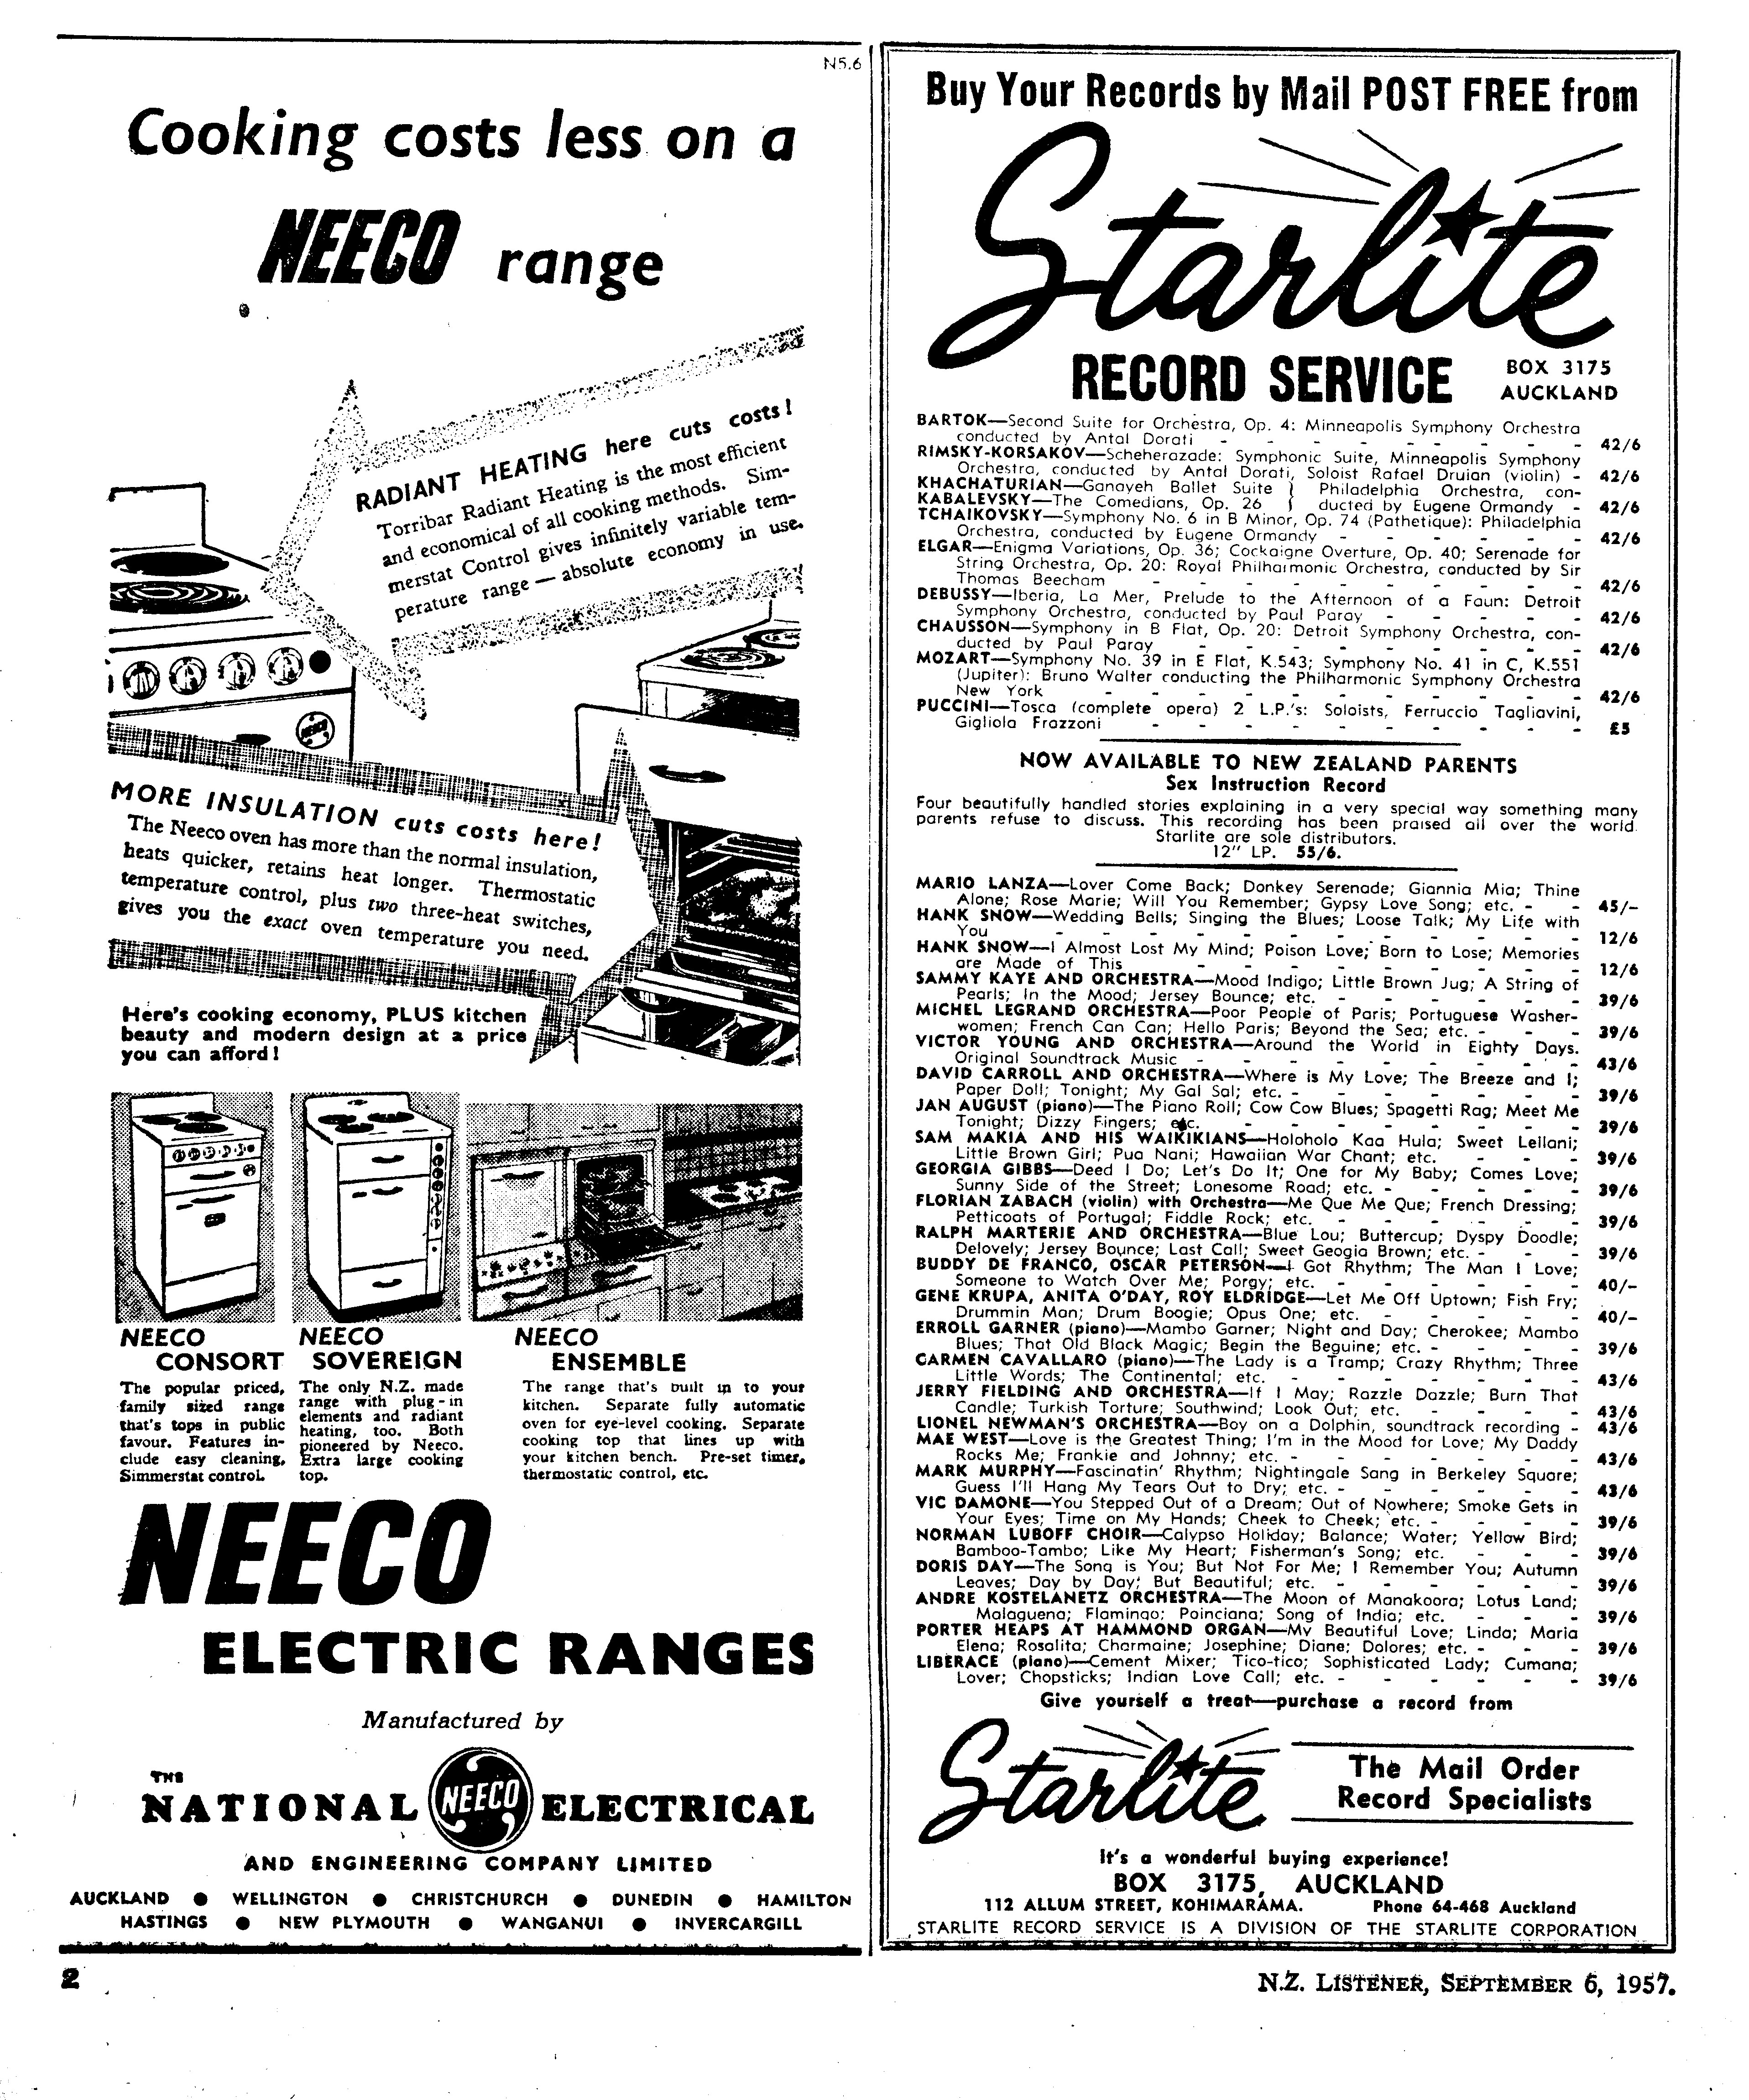 N5.6
Cooking costs less on a
NEECO range
RADIANT HEATING here cuts costs!
Torribar Radiant Heating is the most efficient
and economical of all cooking methods. Sim-
merstat Control gives infinitely variable tem-
perature range — absolute economy in use.
NEECO
MORE INSULATION cuts costs here!
The Neeco oven has more than the normal insulation,
heats quicker, retains heat longer. Thermostatic
temperature control, plus two three-heat switches,
gives you the exact oven temperature you need.
Here's cooking economy, PLUS kitchen
beauty and modern design at a price
you can afford!
NEECO
CONSORT
The popular priced,
family sized range
that's tops in public
favour. Features in-
clude easy cleaning,
Simmerstat control.
NEECO
SOVEREIGN
The only N.Z. made
range with plug-in
elements and radiant
heating, too. Both
pioneered by Neeco.
Extra large cooking
top.
NEECO
ENSEMBLE
The range that's built in to your
kitchen. Separate fully automatic
oven for eye-level cooking. Separate
cooking top that lines up with
your kitchen bench. Pre-set timer,
thermostatic control, etc.
NEECO
ELECTRIC RANGES
Manufactured by
THE
NATIONAL NEECO ELECTRICAL
AND ENGINEERING COMPANY LIMITED
AUCKLAND ● WELLINGTON ● CHRISTCHURCH ● DUNEDIN ● HAMILTON
HASTINGS ● NEW PLYMOUTH ● WANGANUI ● INVERCARGILL
Buy Your Records by Mail POST FREE from
Starlite
RECORD SERVICE
BOX 3175
AUCKLAND
BARTOK—Second Suite for Orchestra, Op. 4: Minneapolis Symphony Orchestra
conducted by Antal Dorati - - - - - - - - - 42/6
RIMSKY-KORSAKOV—Scheherazade: Symphonic Suite, Minneapolis Symphony
Orchestra, conducted by Antal Dorati, Soloist Rafael Druian (violin) - 42/6
KHACHATURIAN—Ganayeh Ballet Suite } Philadelphia Orchestra, con-
KABALEVSKY—The Comedians, Op. 26 } ducted by Eugene Ormandy - 42/6
TCHAIKOVSKY—Symphony No. 6 in B Minor, Op. 74 (Pathetique): Philadelphia
Orchestra, conducted by Eugene Ormandy - - - - - - 42/6
ELGAR—Enigma Variations, Op. 36; Cockaigne Overture, Op. 40; Serenade for
String Orchestra, Op. 20: Royal Philharmonic Orchestra, conducted by Sir
Thomas Beecham - - - - - - - - - - 42/6
DEBUSSY—Iberia, La Mer, Prelude to the Afternoon of a Faun: Detroit
Symphony Orchestra, conducted by Paul Paray - - - - - 42/6
CHAUSSON—Symphony in B Flat, Op. 20: Detroit Symphony Orchestra, con-
ducted by Paul Paray - - - - - - - - - 42/6
MOZART—Symphony No. 39 in E Flat, K.543; Symphony No. 41 in C, K.551
(Jupiter): Bruno Walter conducting the Philharmonic Symphony Orchestra
New York - - - - - - - - - - - 42/6
PUCCINI—Tosca (complete opera) 2 L.P.'s: Soloists, Ferruccio Tagliavini,
Gigliola Frazzoni - - - - - - - - - - £5
NOW AVAILABLE TO NEW ZEALAND PARENTS
Sex Instruction Record
Four beautifully handled stories explaining in a very special way something many
parents refuse to discuss. This recording has been praised all over the world.
Starlite are sole distributors.
12" LP. 55/6.
MARIO LANZA—Lover Come Back; Donkey Serenade; Giannia Mia; Thine
Alone; Rose Marie; Will You Remember; Gypsy Love Song; etc. - - 45/–
HANK SNOW—Wedding Bells; Singing the Blues; Loose Talk; My Life with
You - - - - - - - - - - - - 12/6
HANK SNOW—I Almost Lost My Mind; Poison Love; Born to Lose; Memories
are Made of This - - - - - - - - - - 12/6
SAMMY KAYE AND ORCHESTRA—Mood Indigo; Little Brown Jug; A String of
Pearls; In the Mood; Jersey Bounce; etc. - - - - - - 39/6
MICHEL LEGRAND ORCHESTRA—Poor People of Paris; Portuguese Washer-
women; French Can Can; Hello Paris; Beyond the Sea; etc. - - - 39/6
VICTOR YOUNG AND ORCHESTRA—Around the World in Eighty Days.
Original Soundtrack Music - - - - - - - - - 43/6
DAVID CARROLL AND ORCHESTRA—Where is My Love; The Breeze and I;
Paper Doll; Tonight; My Gal Sal; etc. - - - - - - - 39/6
JAN AUGUST (piano)—The Piano Roll; Cow Cow Blues; Spagetti Rag; Meet Me
Tonight; Dizzy Fingers; etc. - - - - - - - - 39/6
SAM MAKIA AND HIS WAIKIKIANS—Holoholo Kaa Hula; Sweet Lellani;
Little Brown Girl; Pua Nani; Hawaiian War Chant; etc. - - - 39/6
GEORGIA GIBBS—Deed I Do; Let's Do It; One for My Baby; Comes Love;
Sunny Side of the Street; Lonesome Road; etc. - - - - - 39/6
FLORIAN ZABACH (violin) with Orchestra—Me Que Me Que; French Dressing;
Petticoats of Portugal; Fiddle Rock; etc. - - - - - - 39/6
RALPH MARTERIE AND ORCHESTRA—Blue Lou; Buttercup; Dyspy Doodle;
Delovely; Jersey Bounce; Last Call; Sweet Geogia Brown; etc. - - - 39/6
BUDDY DE FRANCO, OSCAR PETERSON—I Got Rhythm; The Man I Love;
Someone to Watch Over Me; Porgy; etc. - - - - - - 40/–
GENE KRUPA, ANITA O'DAY, ROY ELDRIDGE—Let Me Off Uptown; Fish Fry;
Drummin Man; Drum Boogie; Opus One; etc. - - - - - 40/–
ERROLL GARNER (piano)—Mambo Garner; Night and Day; Cherokee; Mambo
Blues; That Old Black Magic; Begin the Beguine; etc. - - - - 39/6
CARMEN CAVALLARO (piano)—The Lady is a Tramp; Crazy Rhythm; Three
Little Words; The Continental; etc. - - - - - - - 43/6
JERRY FIELDING AND ORCHESTRA—If I May; Razzle Dazzle; Burn That
Candle; Turkish Torture; Southwind; Look Out; etc. - - - - 43/6
LIONEL NEWMAN'S ORCHESTRA—Boy on a Dolphin, soundtrack recording - 43/6
MAE WEST—Love is the Greatest Thing; I'm in the Mood for Love; My Daddy
Rocks Me; Frankie and Johnny; etc. - - - - - - - 43/6
MARK MURPHY—Fascinatin' Rhythm; Nightingale Sang in Berkeley Square;
Guess I'll Hang My Tears Out to Dry; etc. - - - - - - 43/6
VIC DAMONE—You Stepped Out of a Dream; Out of Nowhere; Smoke Gets in
Your Eyes; Time on My Hands; Cheek to Cheek; etc. - - - - 39/6
NORMAN LUBOFF CHOIR—Calypso Holiday; Balance; Water; Yellow Bird;
Bamboo-Tambo; Like My Heart; Fisherman's Song; etc. - - - 39/6
DORIS DAY—The Song is You; But Not For Me; I Remember You; Autumn
Leaves; Day by Day; But Beautiful; etc. - - - - - - 39/6
ANDRE KOSTELANETZ ORCHESTRA—The Moon of Manakoora; Lotus Land;
Malaguena; Flamingo; Poinciana; Song of India; etc. - - - 39/6
PORTER HEAPS AT HAMMOND ORGAN—My Beautiful Love; Linda; Maria
Elena; Rosalita; Charmaine; Josephine; Diane; Dolores; etc. - - - 39/6
LIBERACE (piano)—Cement Mixer; Tico-tico; Sophisticated Lady; Cumana;
Lover; Chopsticks; Indian Love Call; etc. - - - - - - 39/6
Give yourself a treat—purchase a record from
Starlite
The Mail Order
Record Specialists
It's a wonderful buying experience!
BOX 3175, AUCKLAND
112 ALLUM STREET, KOHIMARAMA. Phone 64-468 Auckland
STARLITE RECORD SERVICE IS A DIVISION OF THE STARLITE CORPORATION
2
N.Z. LISTENER, SEPTEMBER 6, 1957.